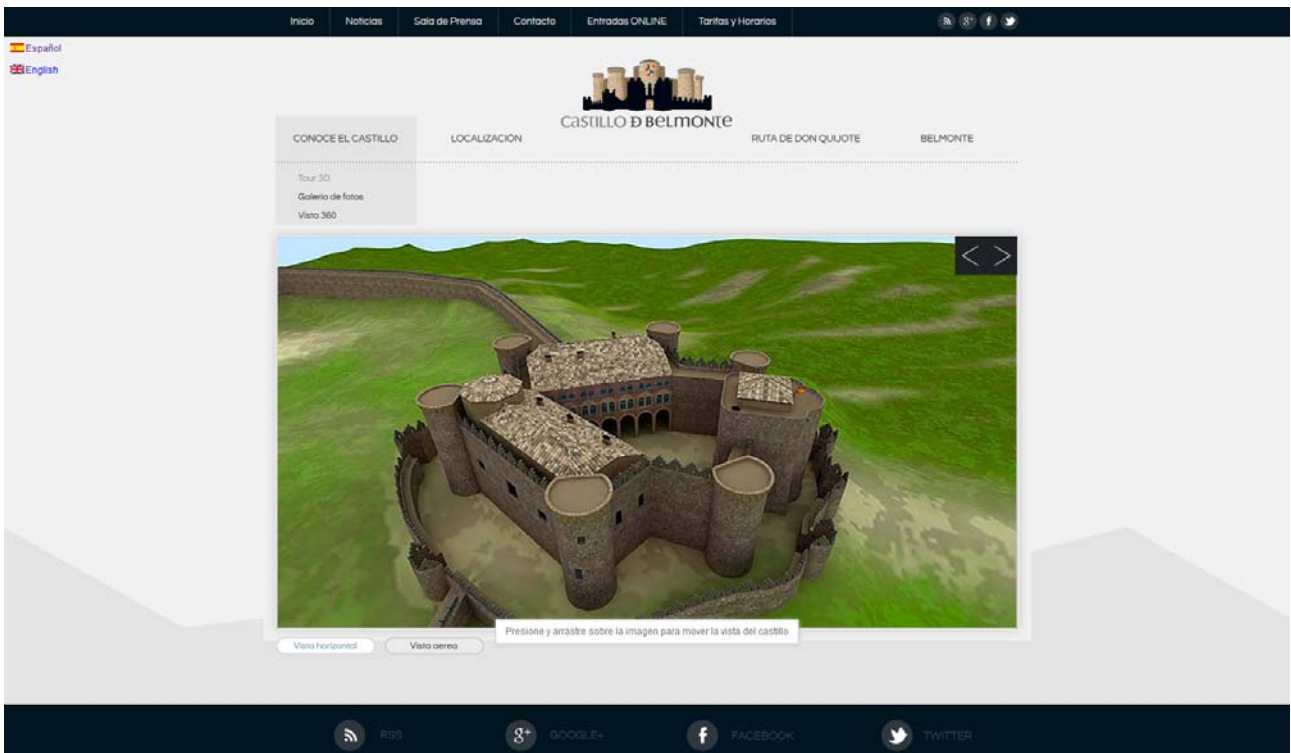 Inicio Noticias Sala de Prensa Contacto Entradas ONLINE Tarifas y Horarios
Español
English
CASTILLO D BELMONTE
CONOCE EL CASTILLO LOCALIZACIÓN RUTA DE DON QUIJOTE BELMONTE
Tour 3D
Galeria de fotos
Vista 360
Presione y arrastre sobre la imagen para mover la vista del castillo
Vista horizontal Vista aerea
RSS GOOGLE+ FACEBOOK TWITTER